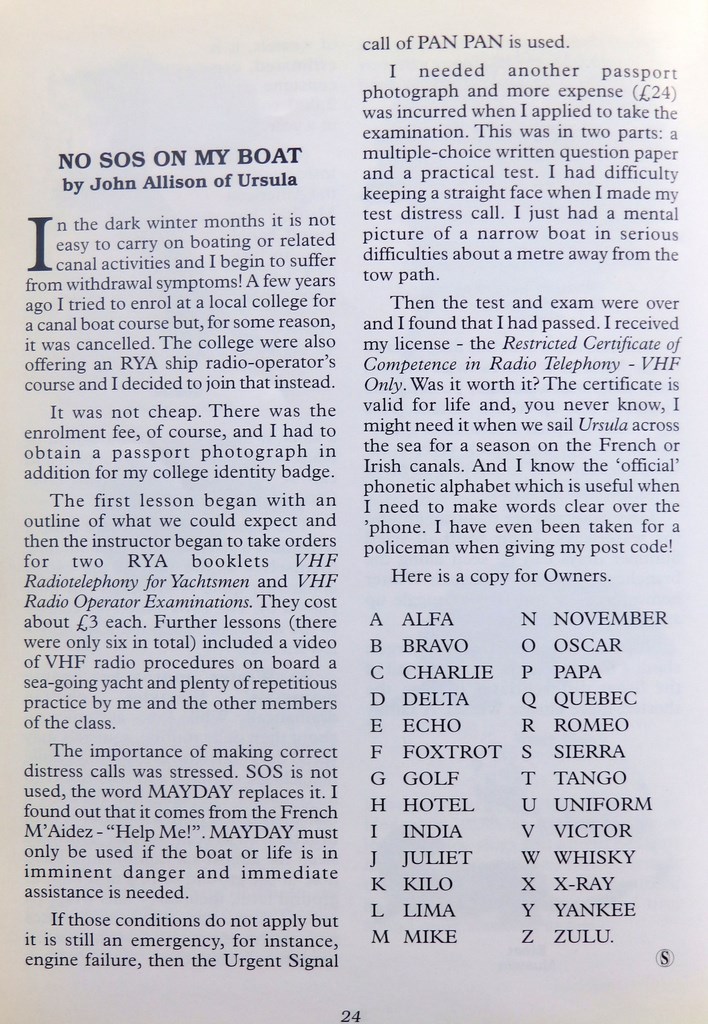 NO SOS ON MY BOAT
by John Allison of Ursula
In the dark winter months it is not
easy to carry on boating or related
canal activities and I begin to suffer
from withdrawal symptoms! A few years
ago I tried to enrol at a local college for
a canal boat course but, for some reason,
it was cancelled. The college were also
offering an RYA ship radio-operator's
course and I decided to join that instead.
It was not cheap. There was the
enrolment fee, of course, and I had to
obtain a passport photograph in
addition for my college identity badge.
The first lesson began with an
outline of what we could expect and
then the instructor began to take orders
for two RYA booklets VHF
Radiotelephony for Yachtsmen and VHF
Radio Operator Examinations. They cost
about £3 each. Further lessons (there
were only six in total) included a video
of VHF radio procedures on board a
sea-going yacht and plenty of repetitious
practice by me and the other members
of the class.
The importance of making correct
distress calls was stressed. SOS is not
used, the word MAYDAY replaces it. I
found out that it comes from the French
M'Aidez - "Help Me!". MAYDAY must
only be used if the boat or life is in
imminent danger and immediate
assistance is needed.
If those conditions do not apply but
it is still an emergency, for instance,
engine failure, then the Urgent Signal
call of PAN PAN is used.
I needed another passport
photograph and more expense (£24)
was incurred when I applied to take the
examination. This was in two parts: a
multiple-choice written question paper
and a practical test. I had difficulty
keeping a straight face when I made my
test distress call. I just had a mental
picture of a narrow boat in serious
difficulties about a metre away from the
tow path.
Then the test and exam were over
and I found that I had passed. I received
my license - the Restricted Certificate of
Competence in Radio Telephony - VHF
Only. Was it worth it? The certificate is
valid for life and, you never know, I
might need it when we sail Ursula across
the sea for a season on the French or
Irish canals. And I know the 'official'
phonetic alphabet which is useful when
I need to make words clear over the
'phone. I have even been taken for a
policeman when giving my post code!
Here is a copy for Owners.
A ALFA N NOVEMBER
B BRAVO O OSCAR
C CHARLIE P PAPA
D DELTA Q QUEBEC
E ECHO R ROMEO
F FOXTROT S SIERRA
G GOLF T TANGO
H HOTEL U UNIFORM
I INDIA V VICTOR
J JULIET W WHISKY
K KILO X X-RAY
L LIMA Y YANKEE
M MIKE Z ZULU.
Ⓢ
24